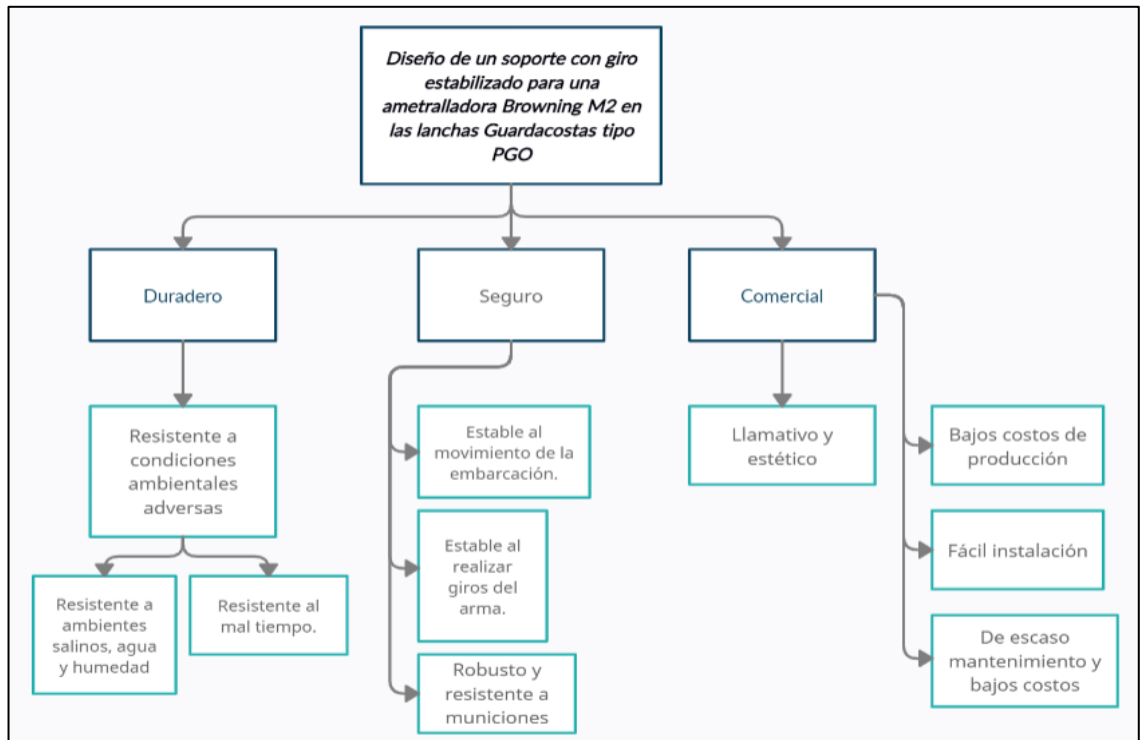 Diseño de un soporte con giro
estabilizado para una
ametralladora Browning M2 en
las lanchas Guardacostas tipo
PGO
Duradero
Seguro
Comercial
Resistente a
condiciones
ambientales
adversas
Resistente a
ambientes
salinos, agua
y humedad
Resistente al
mal tiempo.
Estable al
movimiento de la
embarcación.
Estable al
realizar
giros del
arma.
Robusto y
resistente a
municiones
Llamativo y
estético
Bajos costos de
producción
Fácil instalación
De escaso
mantenimiento y
bajos costos